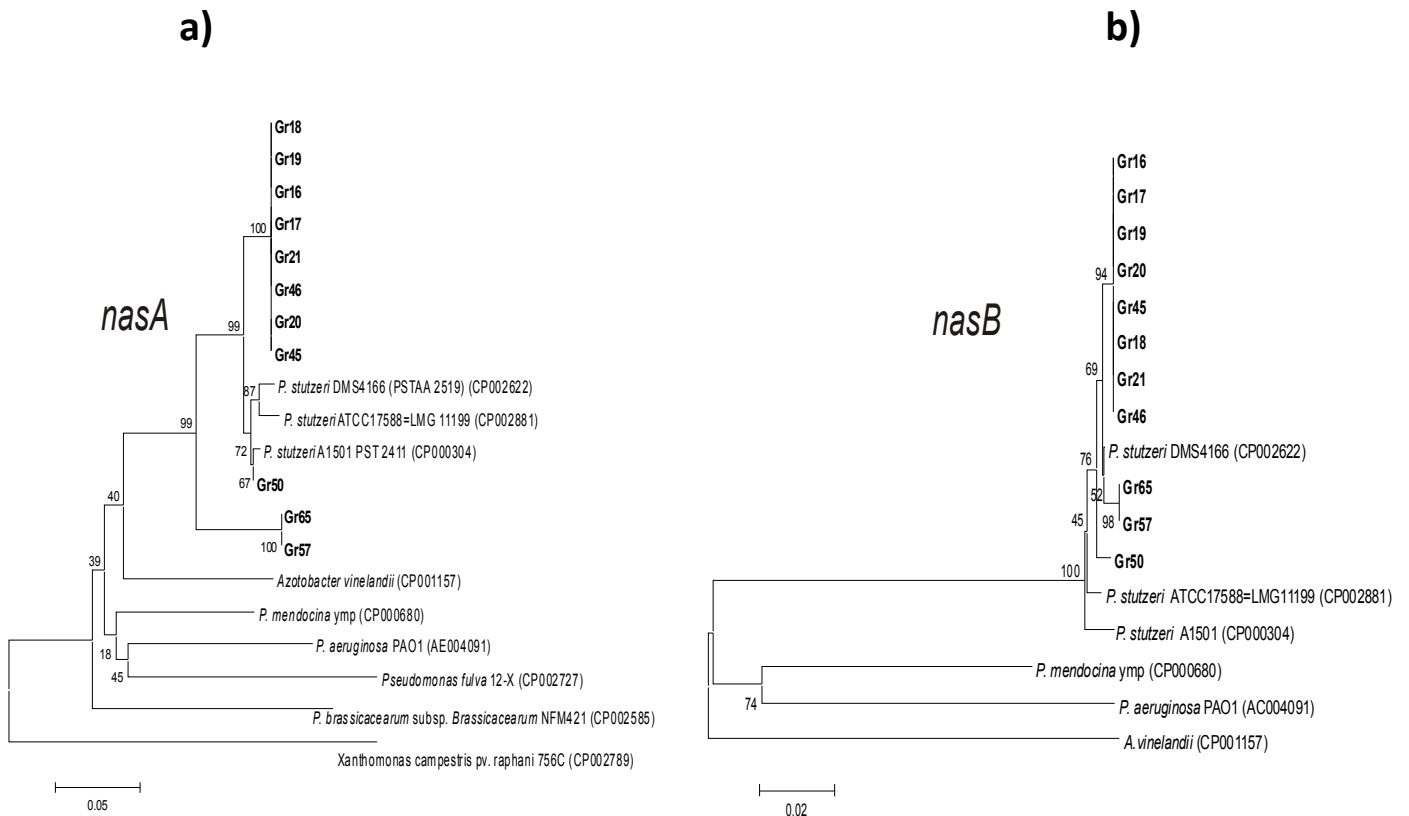 a)
nasA
Gr18
Gr19
Gr16
100
Gr17
Gr21
Gr46
Gr20
99
Gr45
87
P. stutzeri DMS4166 (PSTAA 2519) (CP002622)
P. stutzeri ATCC17588=LMG 11199 (CP002881)
99
72
P. stutzeri A1501 PST 2411 (CP000304)
67
Gr50
40
Gr65
100
Gr57
39
Azotobacter vinelandii (CP001157)
P. mendocina ymp (CP000680)
18
P. aeruginosa PAO1 (AE004091)
45
Pseudomonas fulva 12-X (CP002727)
P. brassicacearum subsp. Brassicacearum NFM421 (CP002585)
Xanthomonas campestris pv. raphani 756C (CP002789)
0.05
b)
nasB
Gr16
Gr17
Gr19
94
Gr20
Gr45
Gr18
69
Gr21
Gr46
76
P. stutzeri DMS4166 (CP002622)
52
Gr65
45
98
Gr57
Gr50
100
P. stutzeri ATCC17588=LMG11199 (CP002881)
P. stutzeri A1501 (CP000304)
P. mendocina ymp (CP000680)
74
P. aeruginosa PAO1 (AC004091)
A.vinelandii (CP001157)
0.02